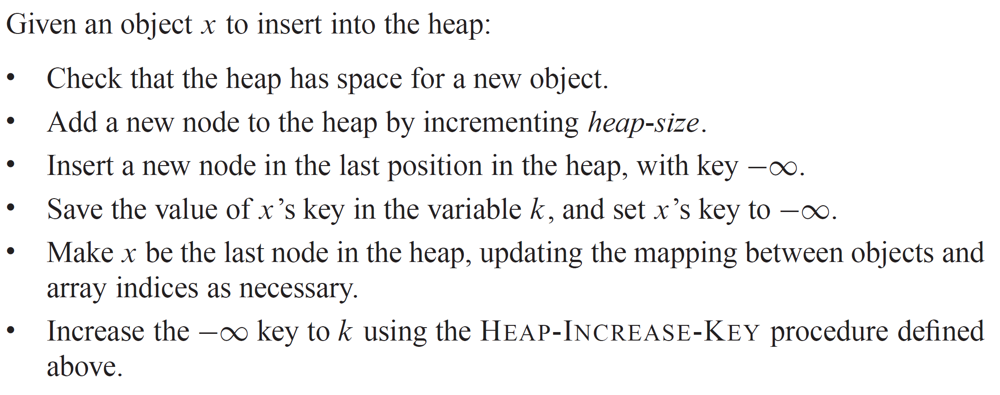 Given an object x to insert into the heap:
• Check that the heap has space for a new object.
• Add a new node to the heap by incrementing heap-size.
• Insert a new node in the last position in the heap, with key −∞.
• Save the value of x’s key in the variable k, and set x’s key to −∞.
• Make x be the last node in the heap, updating the mapping between objects and
array indices as necessary.
• Increase the −∞ key to k using the HEAP-INCREASE-KEY procedure defined
above.